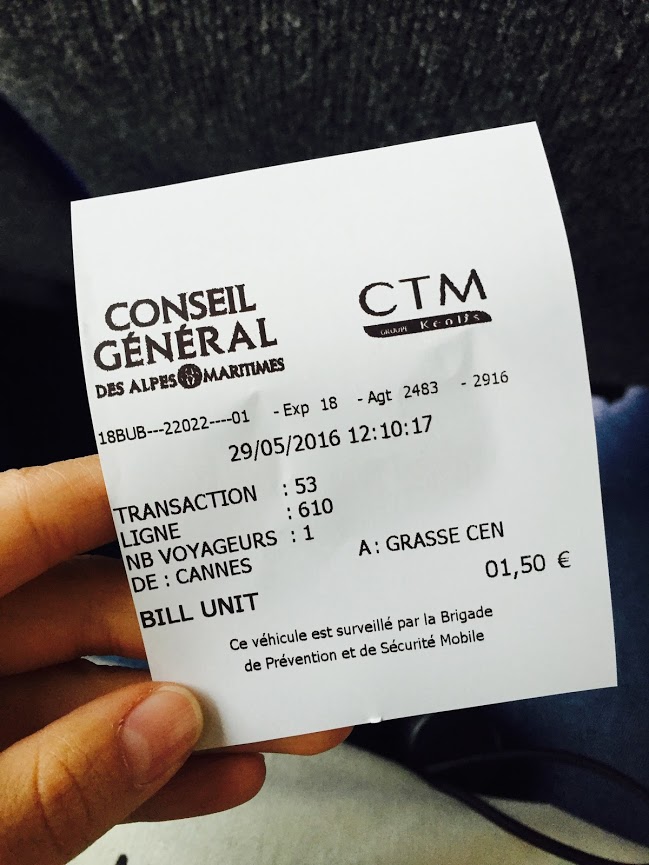 CONSEIL
GÉNÉRAL
DES ALPES MARITIMES
CTM
GROUPE Keolis
18BUB---22022----01 - Exp 18 - Agt 2483 - 2916
29/05/2016 12:10:17
TRANSACTION : 53
LIGNE : 610
NB VOYAGEURS : 1
DE : CANNES A : GRASSE CEN
BILL UNIT 01,50 €
Ce véhicule est surveillé par la Brigade
de Prévention et de Sécurité Mobile